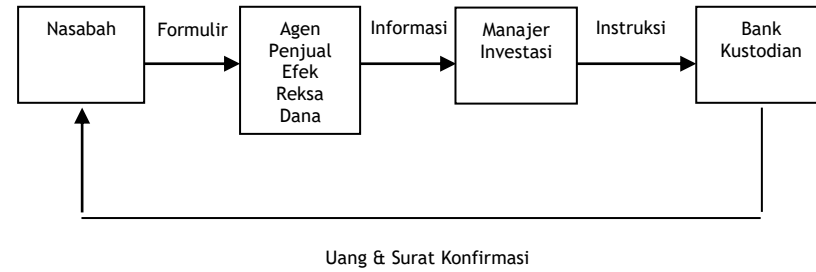 Nasabah
Formulir
Agen
Penjual
Efek
Reksa
Dana
Informasi
Manajer
Investasi
Instruksi
Bank
Kustodian
Uang & Surat Konfirmasi